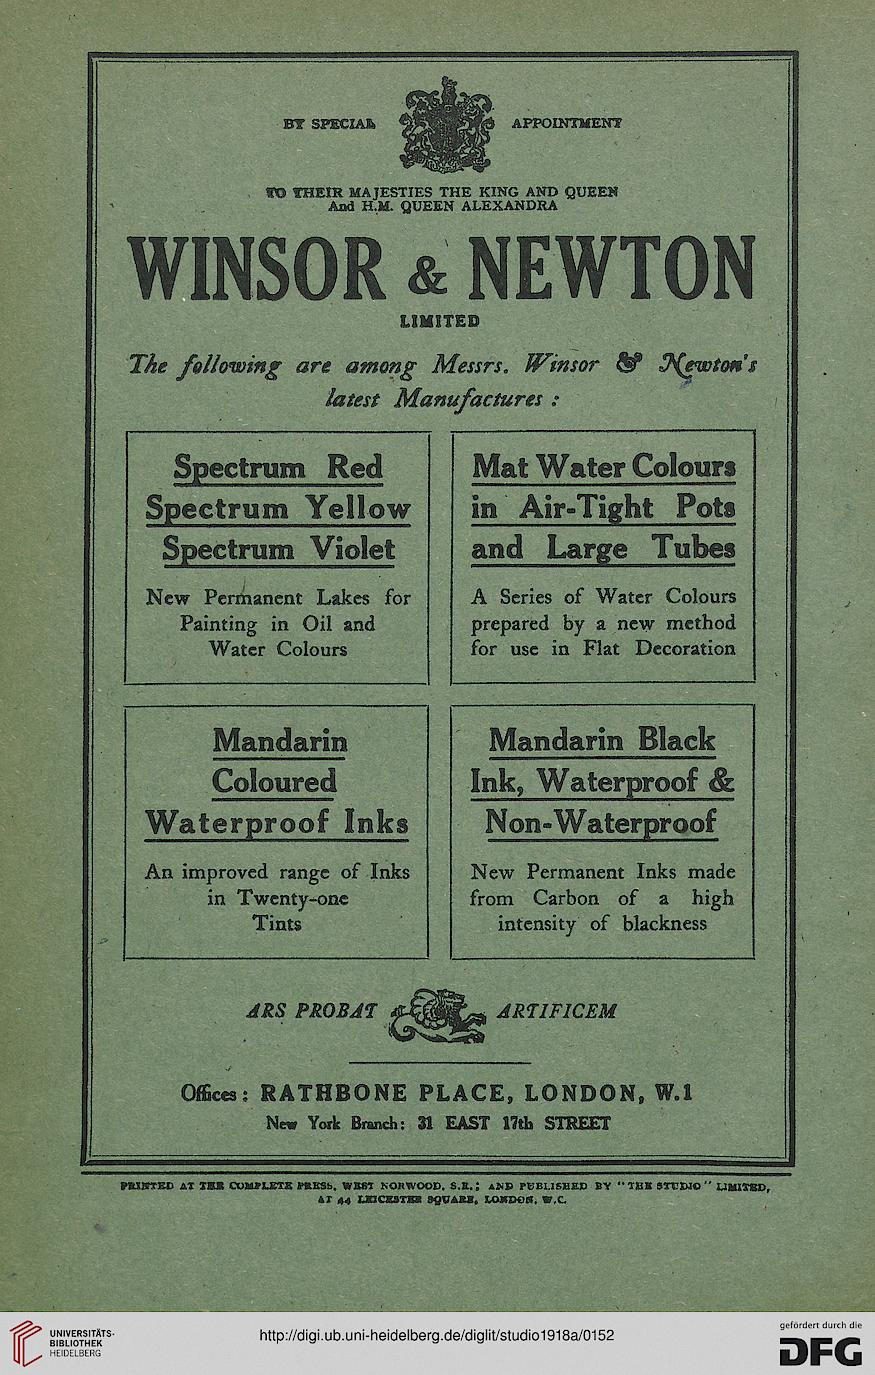 BY SPECIAL APPOINTMENT
TO THEIR MAJESTIES THE KING AND QUEEN
And H.M. QUEEN ALEXANDRA
WINSOR & NEWTON
LIMITED
The following are among Messrs. Winsor & Newton's
latest Manufactures :
Spectrum Red
Spectrum Yellow
Spectrum Violet
New Permanent Lakes for
Painting in Oil and
Water Colours
Mat Water Colours
in Air-Tight Pots
and Large Tubes
A Series of Water Colours
prepared by a new method
for use in Flat Decoration
Mandarin
Coloured
Waterproof Inks
An improved range of Inks
in Twenty-one
Tints
Mandarin Black
Ink, Waterproof &
Non-Waterproof
New Permanent Inks made
from Carbon of a high
intensity of blackness
ARS PROBAT ARTIFICEM
Offices: RATHBONE PLACE, LONDON, W.1
New York Branch: 31 EAST 17th STREET
PRINTED AT THE COMPLETE PRESS, WEST NORWOOD, S.E.; AND PUBLISHED BY "THE STUDIO" LIMITED,
AT 44 LEICESTER SQUARE, LONDON, W.C.
UNIVERSITÄTS-
BIBLIOTHEK
HEIDELBERG
http://digi.ub.uni-heidelberg.de/diglit/studio1918a/0152
gefördert durch die
DFG